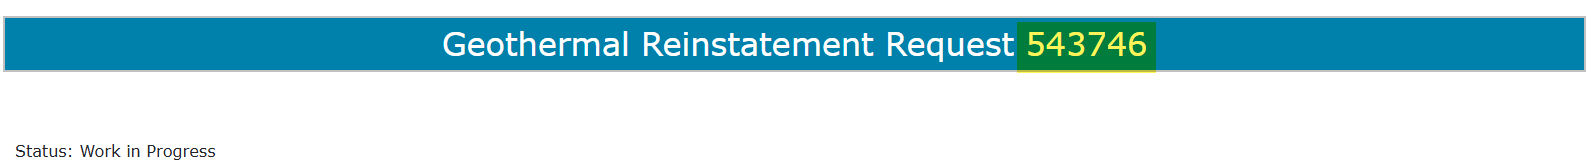 Geothermal Reinstatement Request 543746
Status: Work in Progress